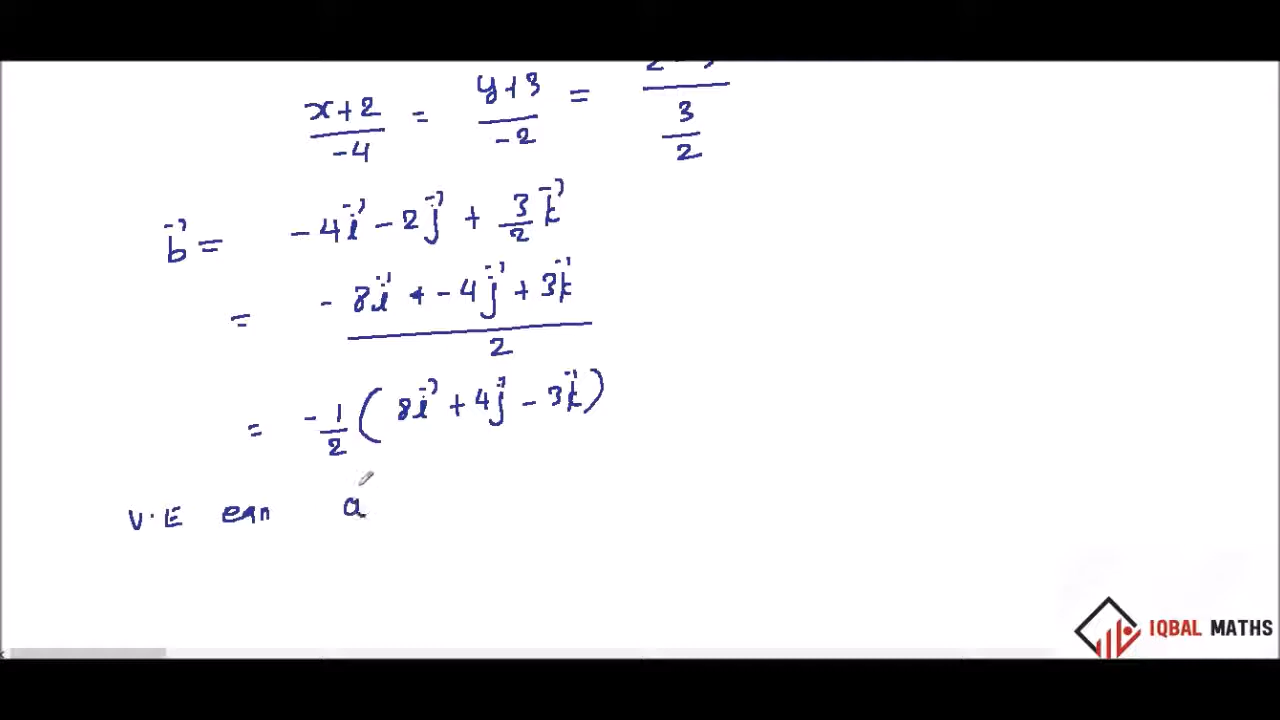 x+2 / -4 = y+3 / -2 = / 3/2
b⃗ = -4i⃗ - 2j⃗ + 3/2 k⃗
= -8i⃗ + -4j⃗ + 3k⃗ / 2
= -1/2 ( 8i⃗ + 4j⃗ - 3k⃗ )
V.E eqn a
IQBAL MATHS